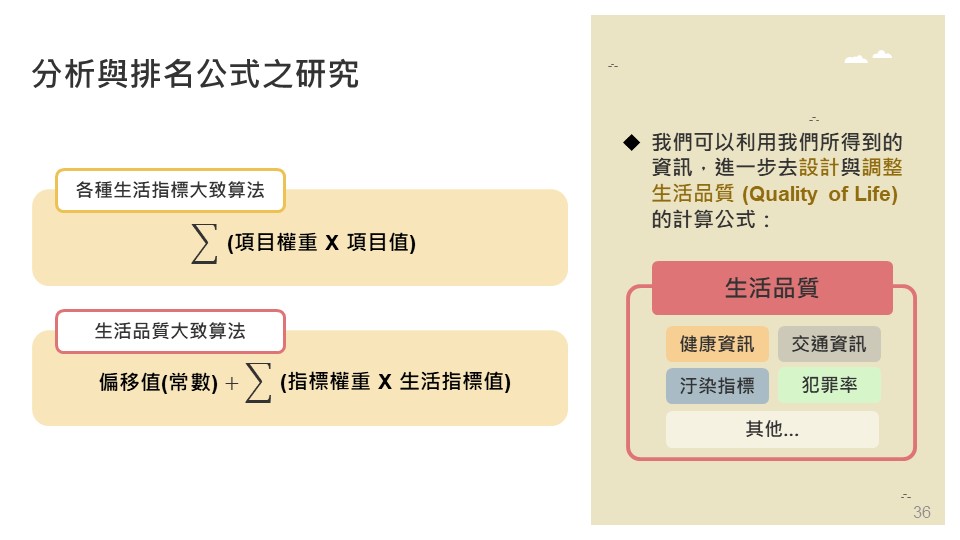 分析與排名公式之研究
各種生活指標大致算法
∑ (項目權重 X 項目值)
生活品質大致算法
偏移值(常數) + ∑ (指標權重 X 生活指標值)
◆ 我們可以利用我們所得到的
資訊，進一步去設計與調整
生活品質 (Quality of Life)
的計算公式：
生活品質
健康資訊 交通資訊
汙染指標 犯罪率
其他...
36